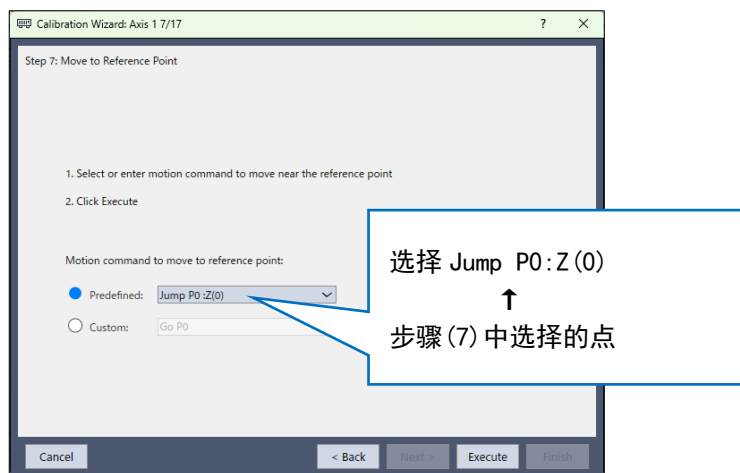 Calibration Wizard: Axis 1 7/17
Step 7: Move to Reference Point
1. Select or enter motion command to move near the reference point
2. Click Execute
Motion command to move to reference point:
Predefined: Jump P0 :Z(0)
Custom: Go P0
选择 Jump P0:Z(0)
↑
步骤(7)中选择的点
Cancel < Back Next > Execute Finish